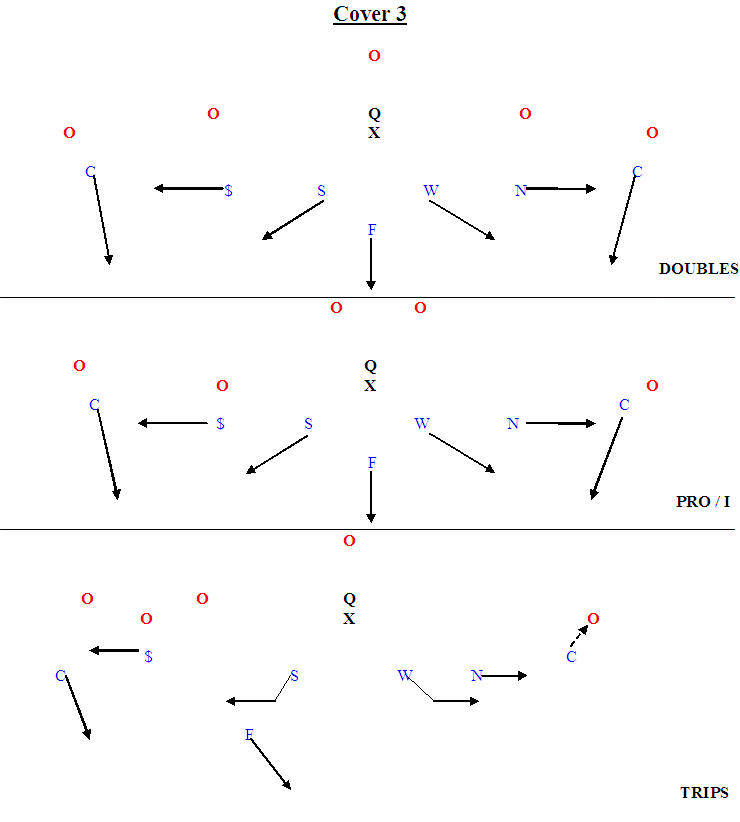 Cover 3
O
O Q O
O X O
C C
$ S W N
F
DOUBLES
O O
O Q
O X O
C C
$ S W N
F
PRO / I
O
O O Q
O X O
$ C
C S W N
F
TRIPS